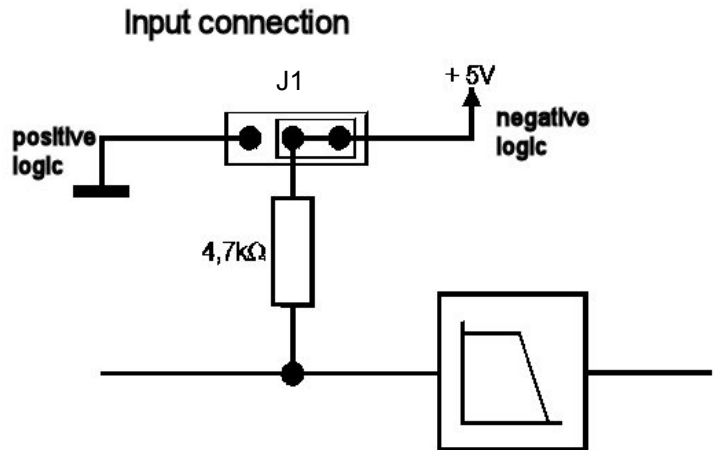 Input connection
J1
+ 5V
positive
logic
negative
logic
4,7kΩ